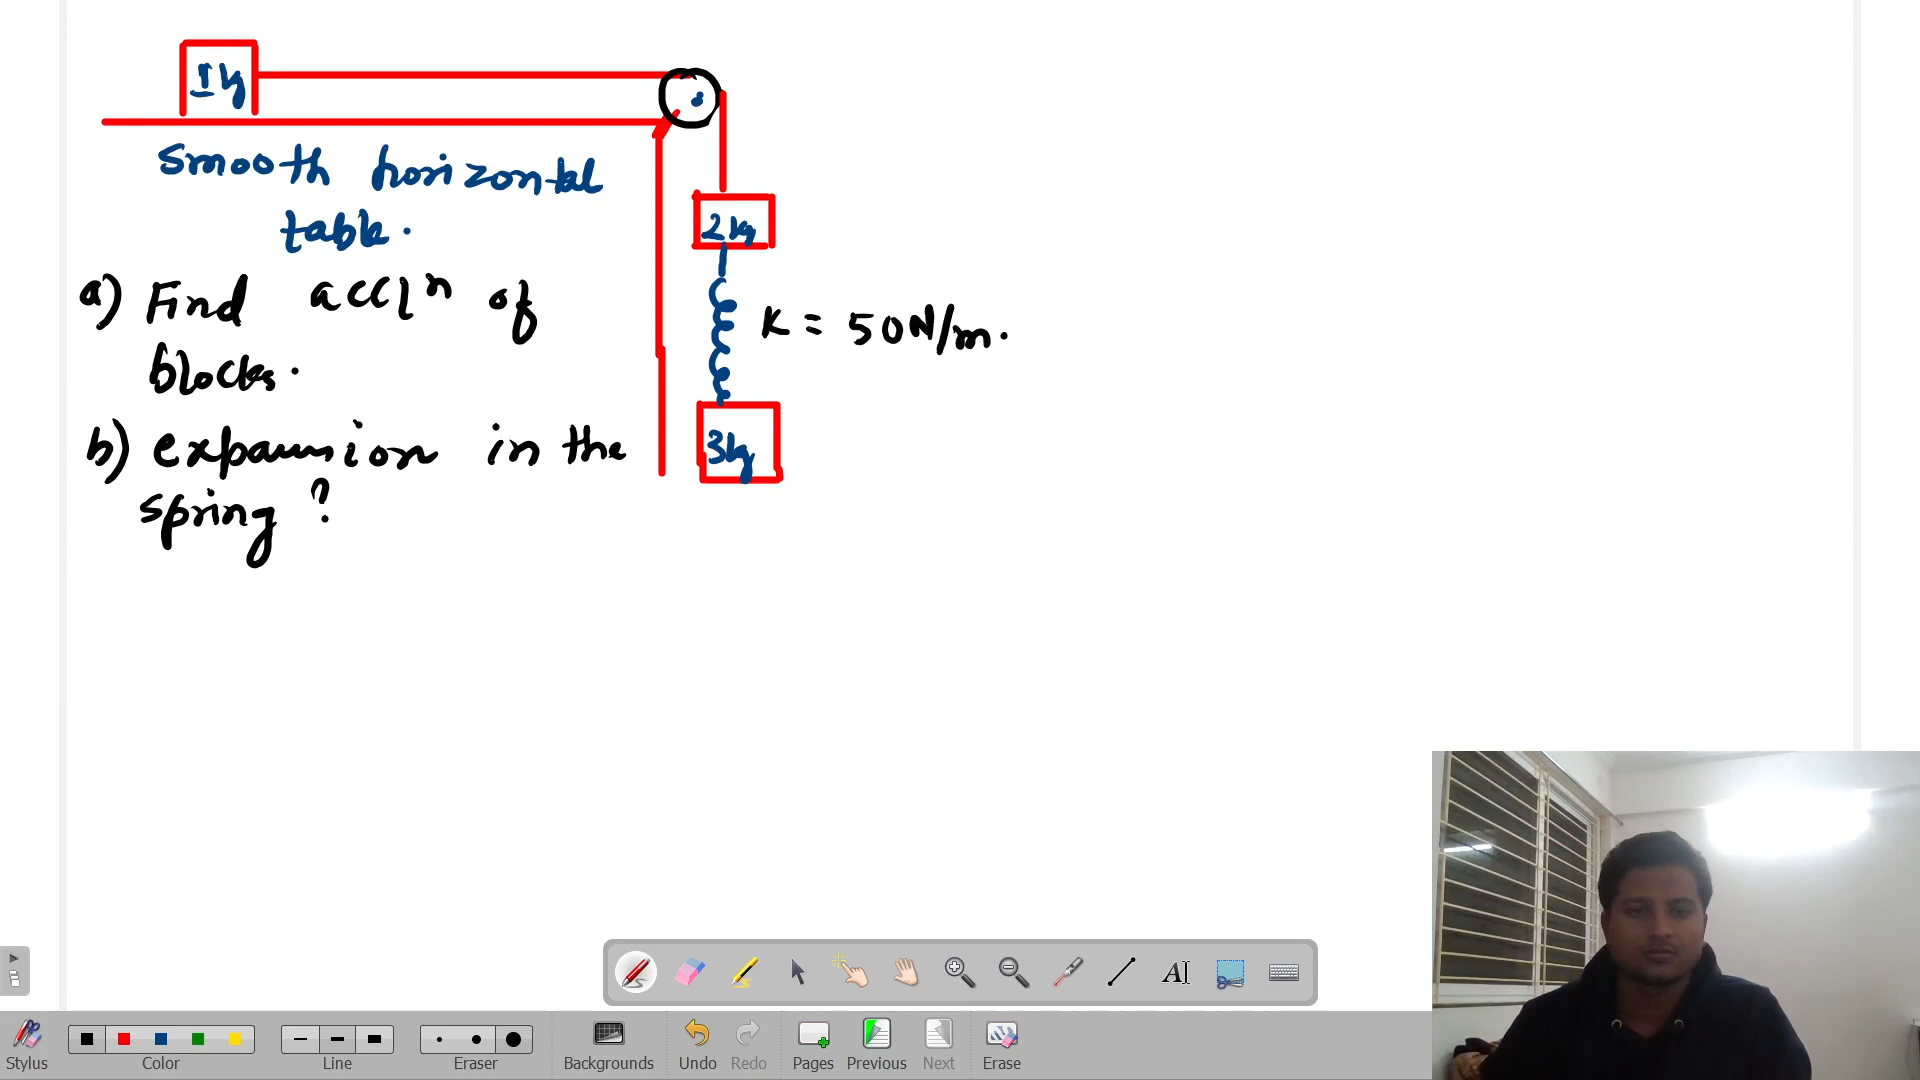 1kg
smooth horizontal
table.
2kg
a) Find accln of
blocks.
K = 50N/m.
b) expansion in the
spring ?
3kg
AI
Stylus
Color
Line
Eraser
Backgrounds
Undo
Redo
Pages
Previous
Next
Erase